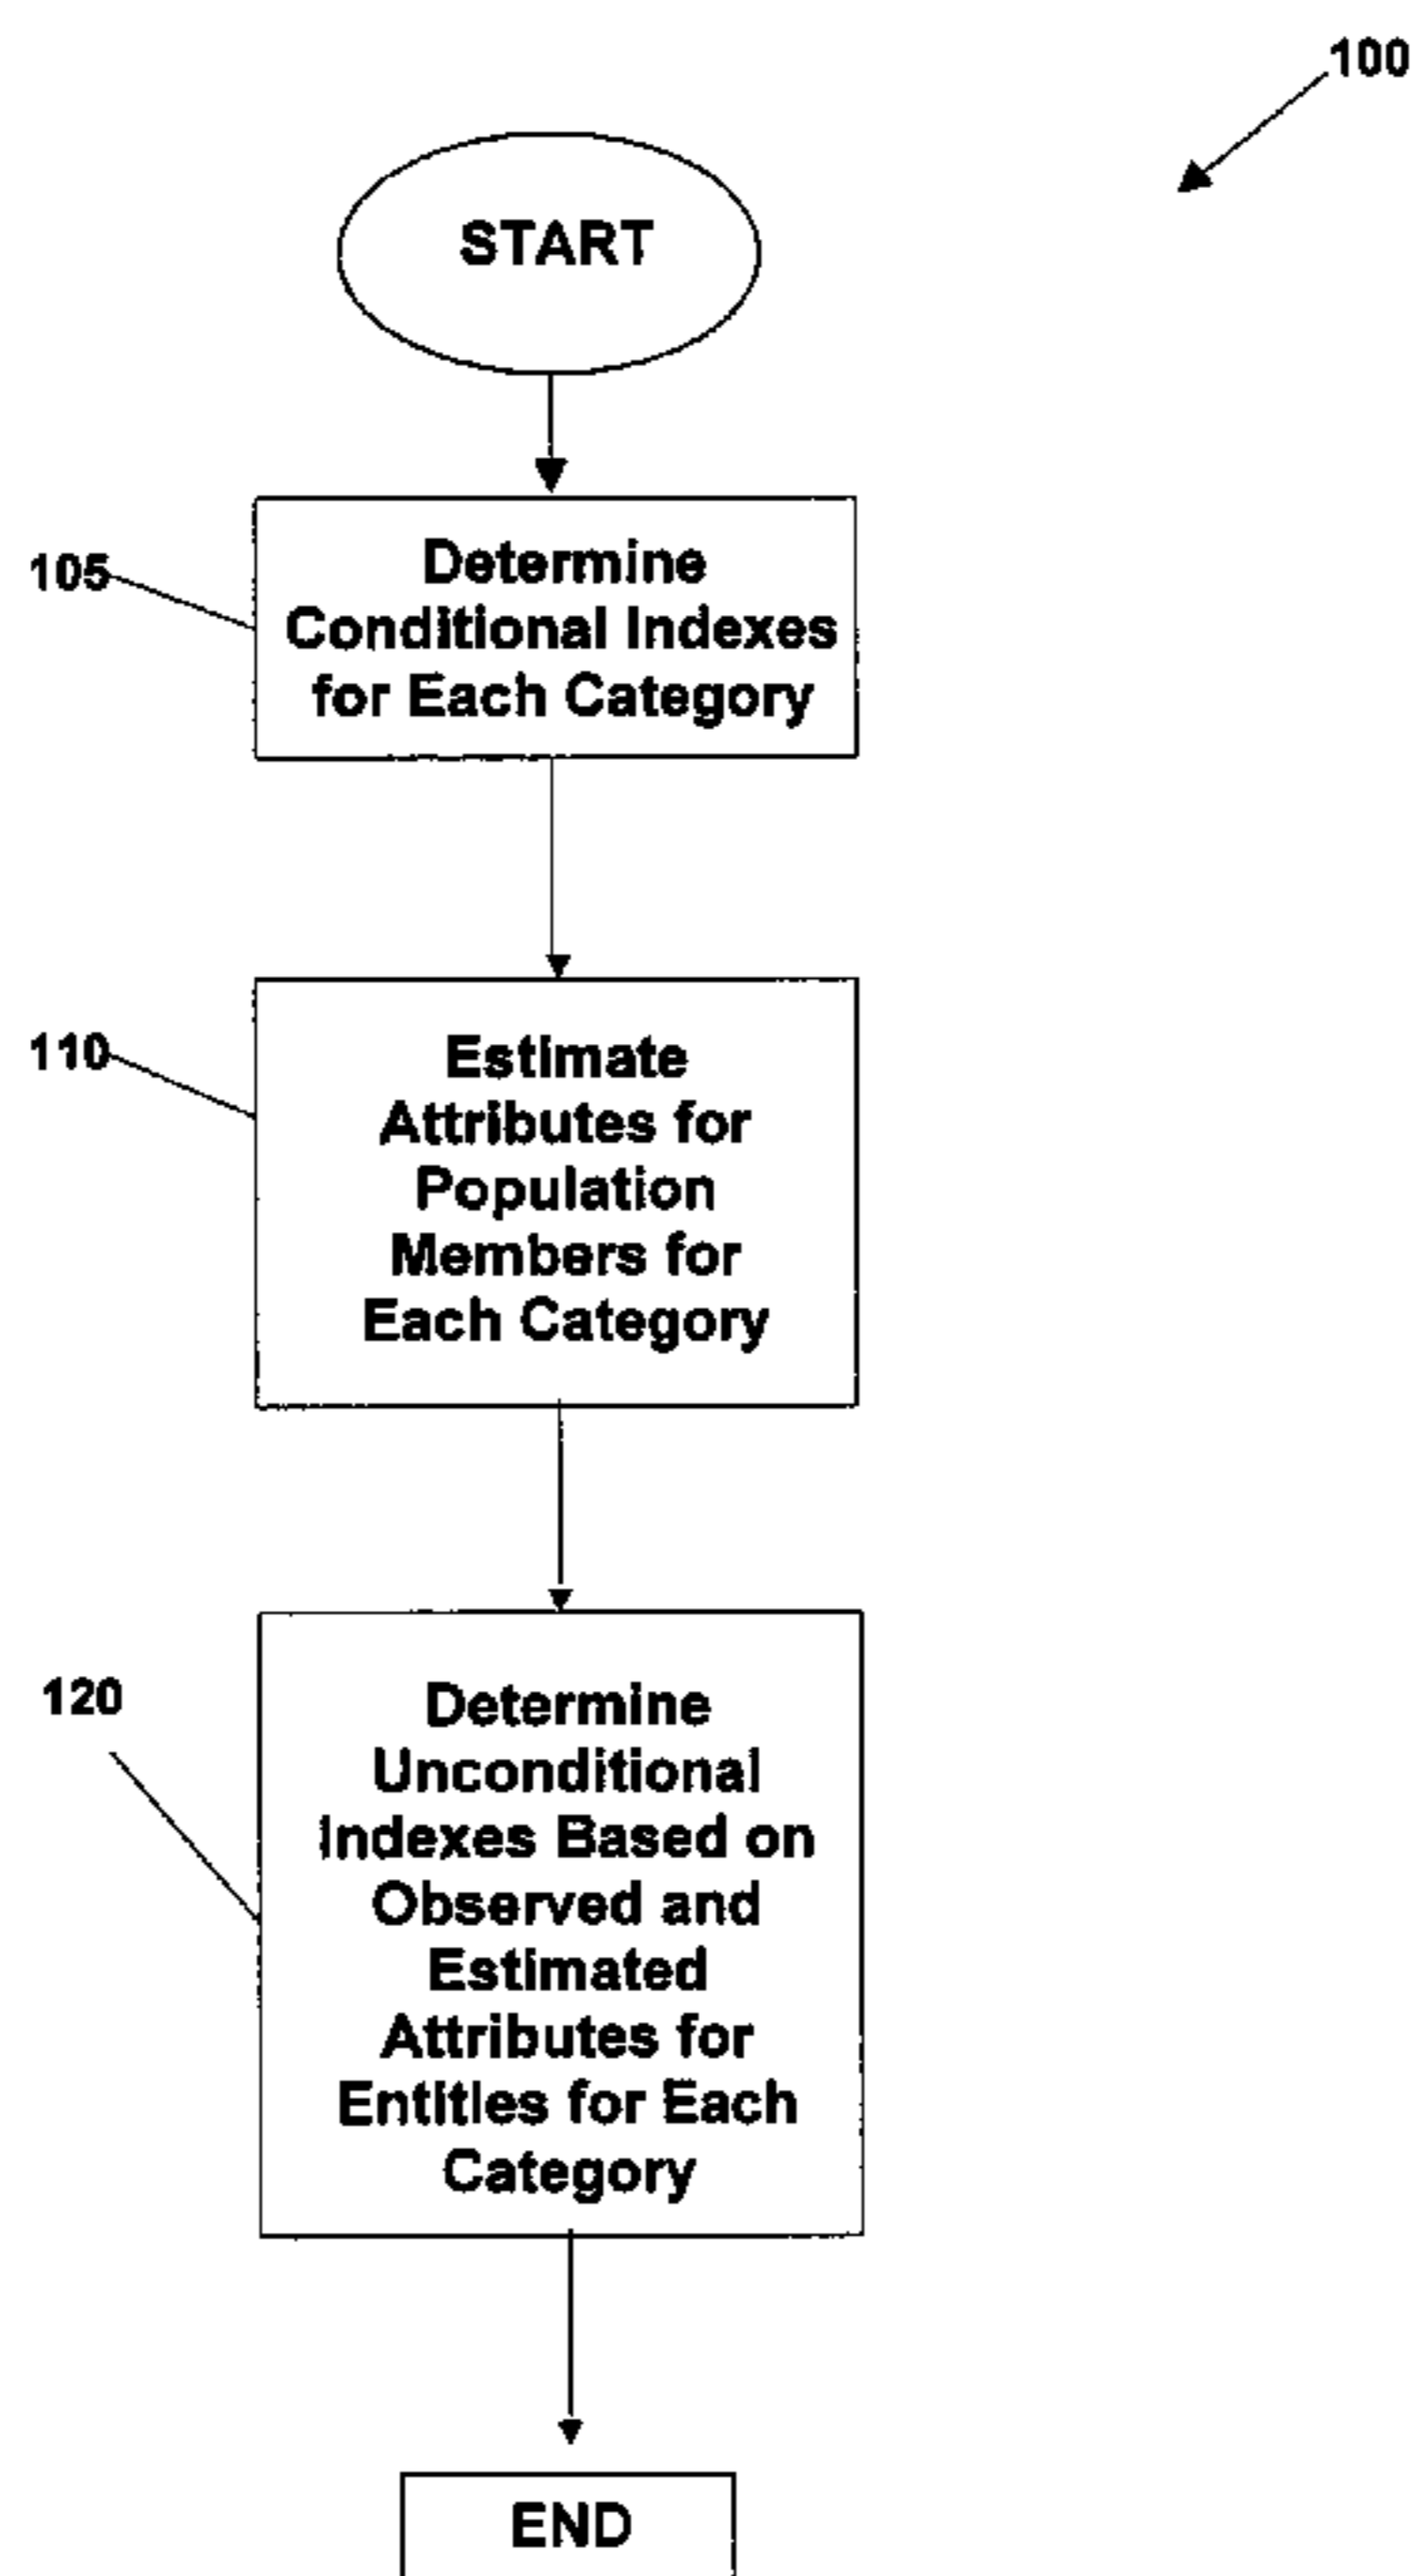 100
START
105
Determine
Conditional Indexes
for Each Category
110
Estimate
Attributes for
Population
Members for
Each Category
120
Determine
Unconditional
Indexes Based on
Observed and
Estimated
Attributes for
Entities for Each
Category
END